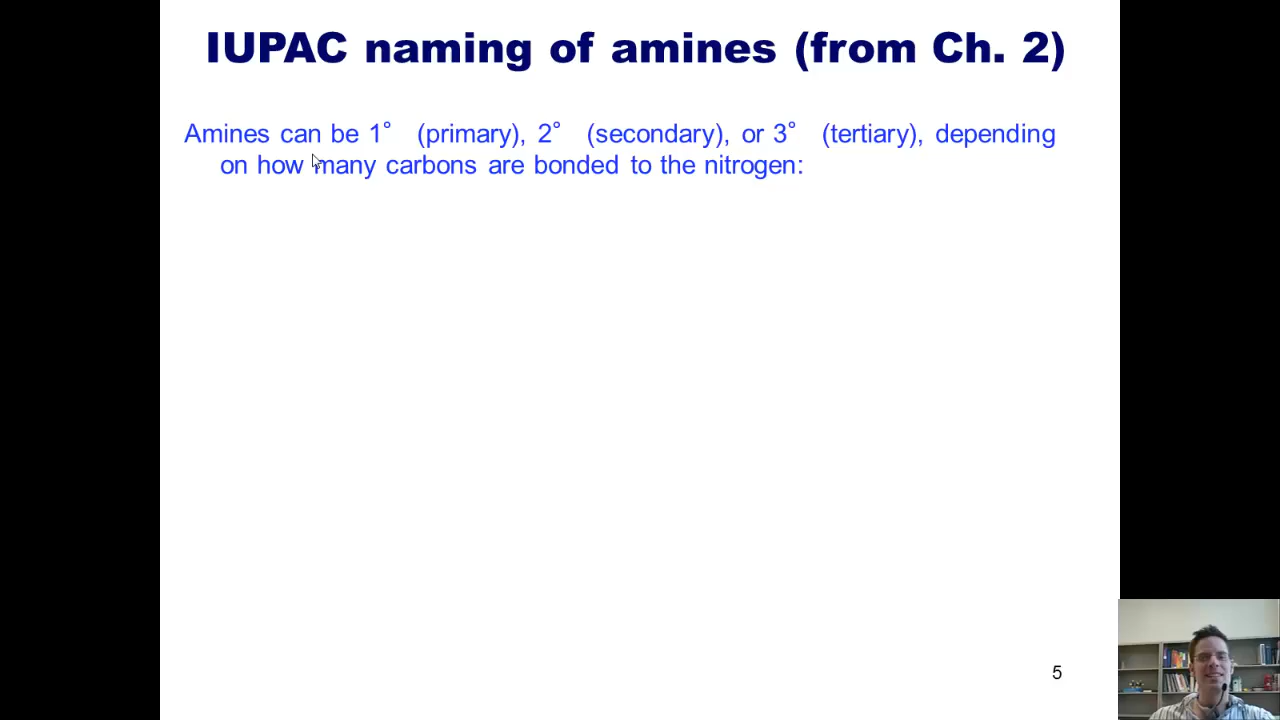 IUPAC naming of amines (from Ch. 2)
Amines can be 1° (primary), 2° (secondary), or 3° (tertiary), depending
on how many carbons are bonded to the nitrogen:
5